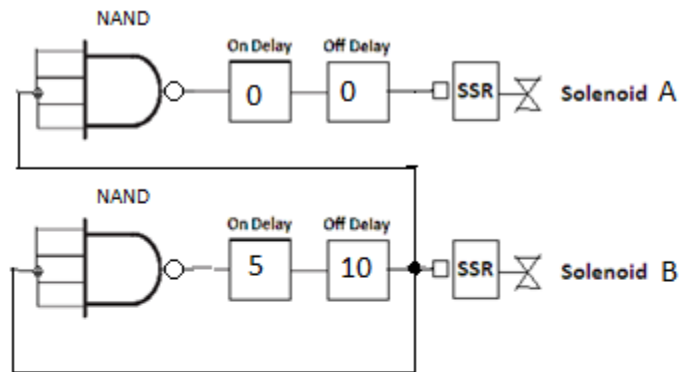 NAND
On Delay Off Delay
0 0 SSR Solenoid A
NAND
On Delay Off Delay
5 10 SSR Solenoid B